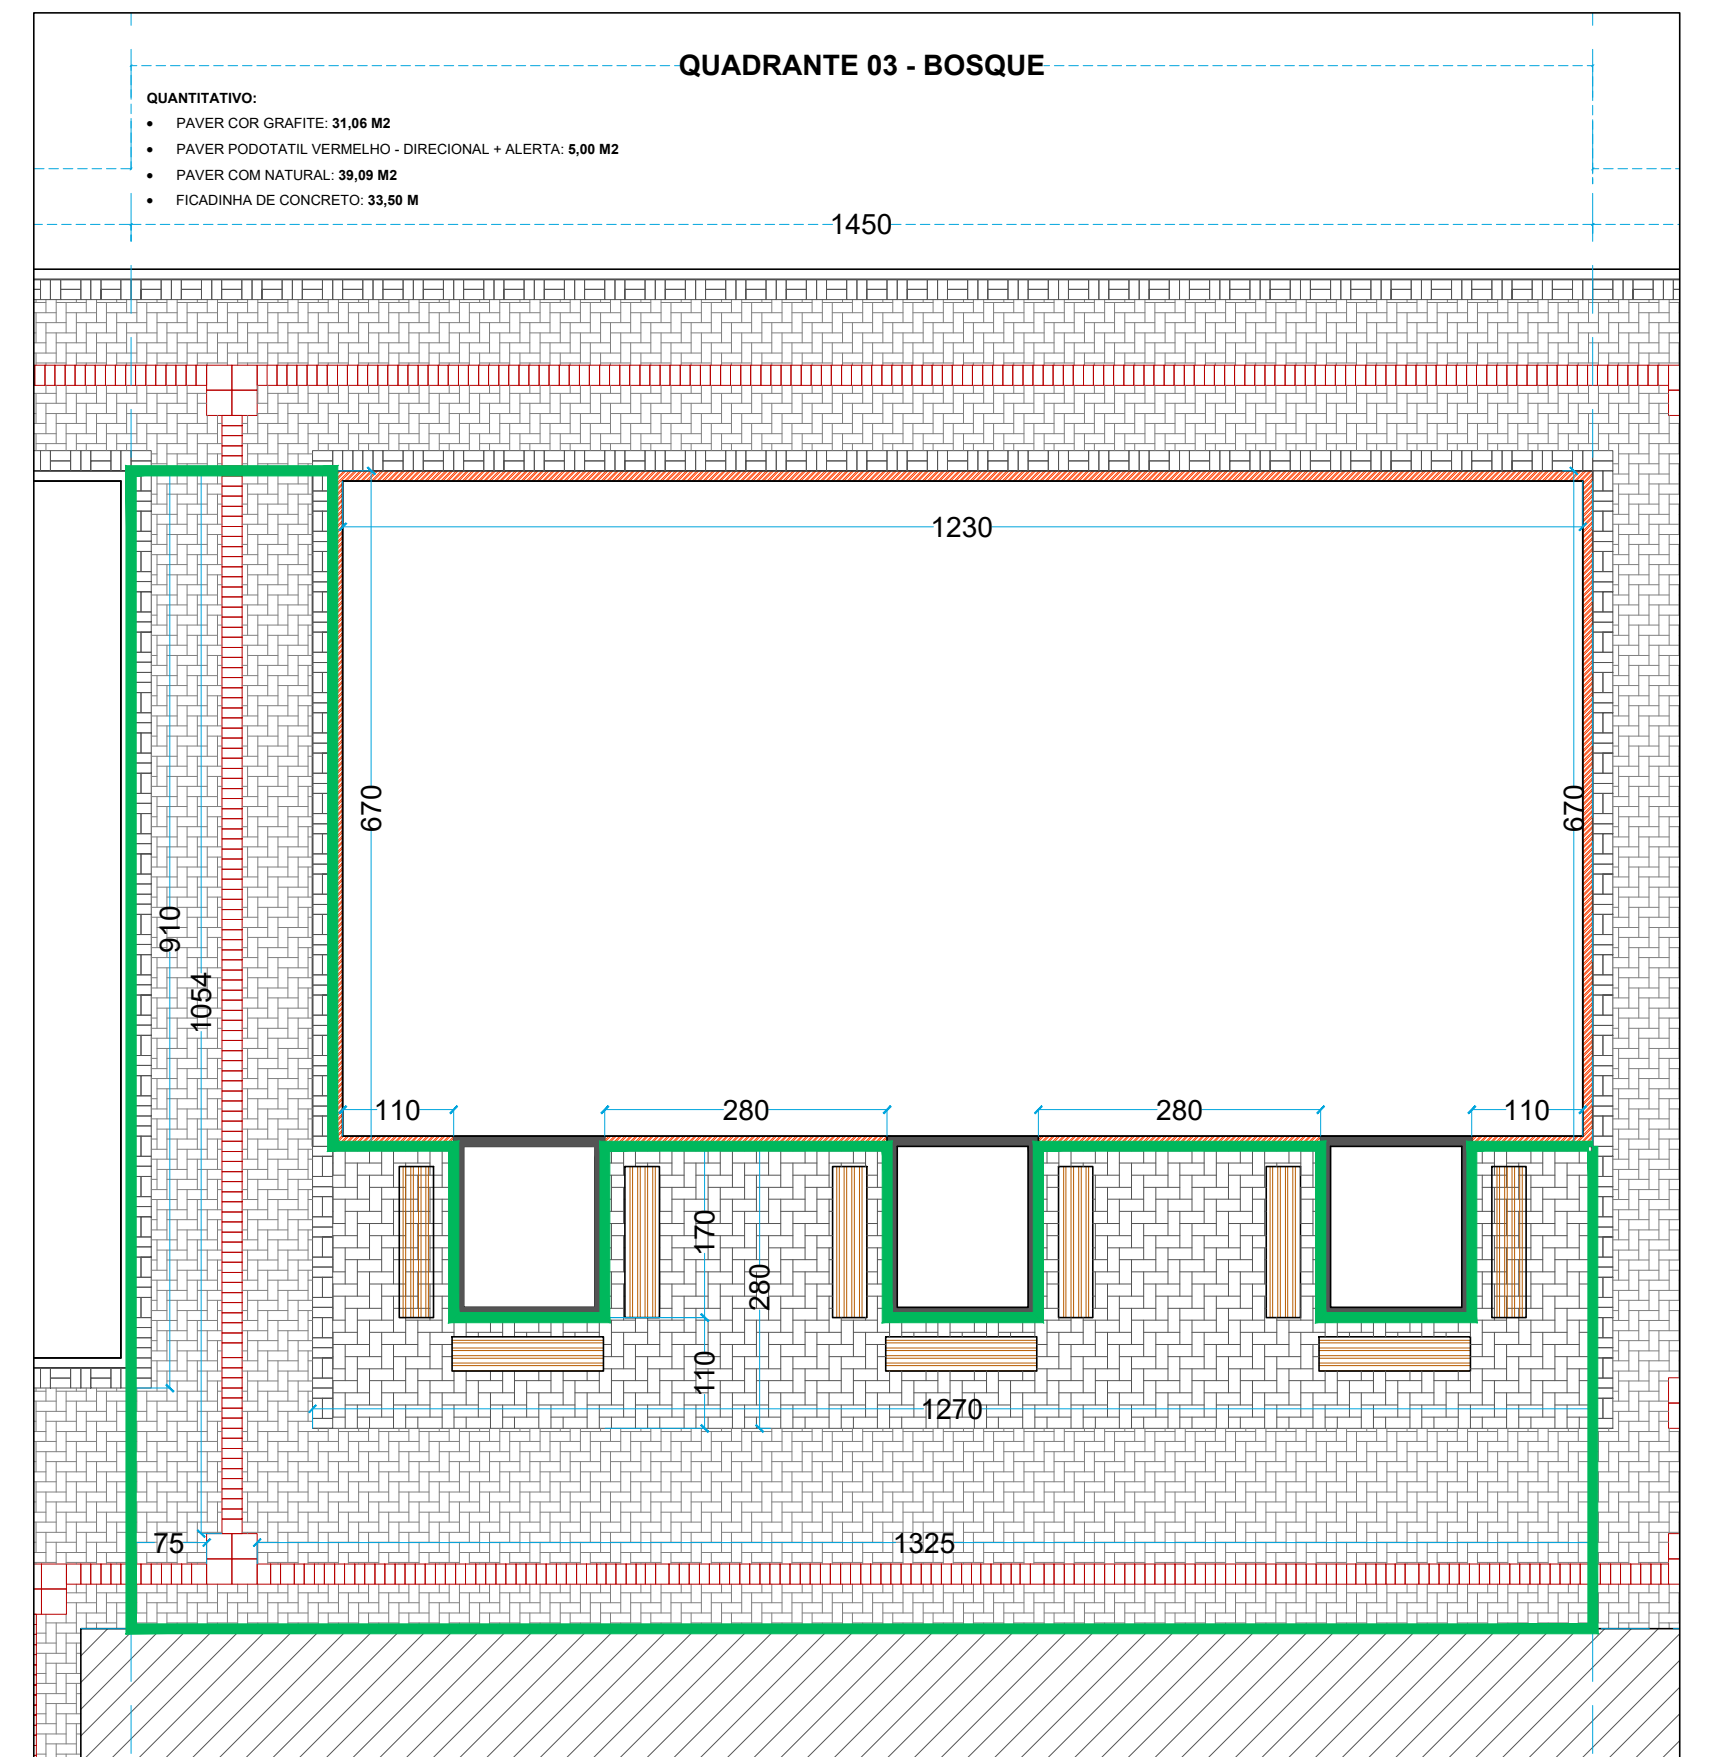 QUADRANTE 03 - BOSQUE
QUANTITATIVO:
• PAVER COR GRAFITE: 31,06 M2
• PAVER PODOTATIL VERMELHO - DIRECIONAL + ALERTA: 5,00 M2
• PAVER COM NATURAL: 39,09 M2
• FICADINHA DE CONCRETO: 33,50 M
1450
1230
670
670
910
1054
110
280
280
110
170
280
110
1270
75
1325